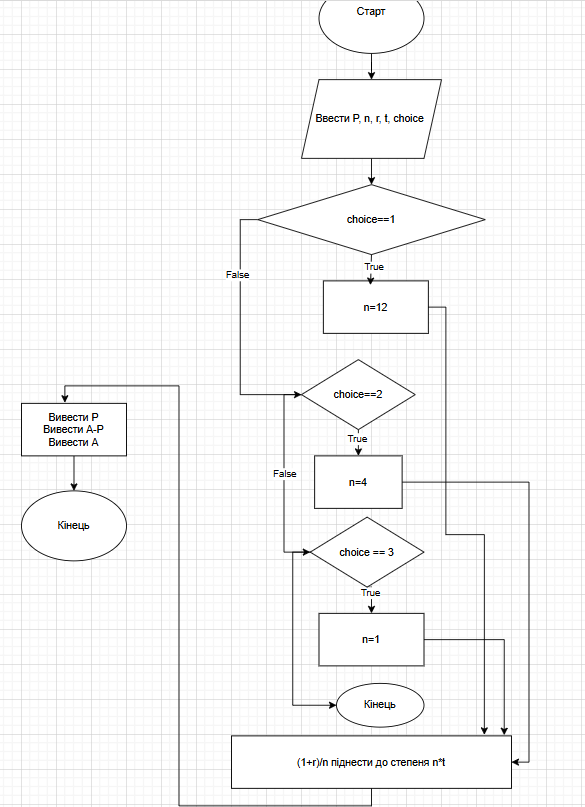 Старт
Ввести P, n, r, t, choice
choice==1
True
False
n=12
choice==2
True
n=4
False
choice == 3
True
n=1
Кінець
(1+r)/n піднести до степеня n*t
Вивести P
Вивести A-P
Вивести A
Кінець